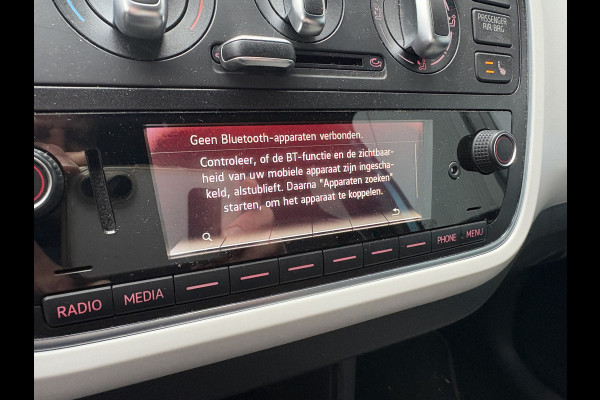 PASSENGER
AIR BAG
Geen Bluetooth-apparaten verbonden.
Controleer, of de BT-functie en de zichtbaar-
heid van uw mobiele apparaat zijn ingescha-
keld, alstublieft. Daarna "Apparaten zoeken"
starten, om het apparaat te koppelen.
RADIO
MEDIA
PHONE
MENU